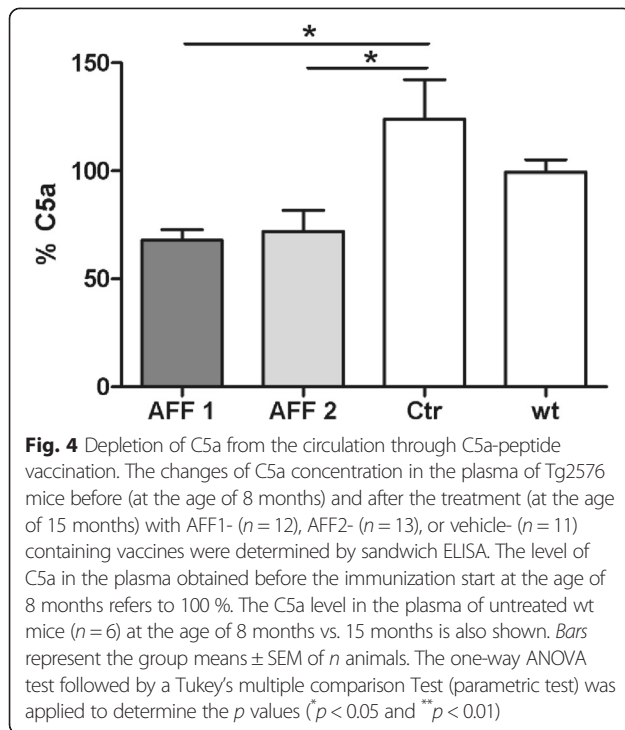 *
*
150
100
50
0
% C5a
AFF 1 AFF 2 Ctr wt
Fig. 4 Depletion of C5a from the circulation through C5a-peptide
vaccination. The changes of C5a concentration in the plasma of Tg2576
mice before (at the age of 8 months) and after the treatment (at the age
of 15 months) with AFF1- (n = 12), AFF2- (n = 13), or vehicle- (n = 11)
containing vaccines were determined by sandwich ELISA. The level of
C5a in the plasma obtained before the immunization start at the age of
8 months refers to 100 %. The C5a level in the plasma of untreated wt
mice (n = 6) at the age of 8 months vs. 15 months is also shown. Bars
represent the group means ± SEM of n animals. The one-way ANOVA
test followed by a Tukey's multiple comparison Test (parametric test) was
applied to determine the p values (*p < 0.05 and **p < 0.01)